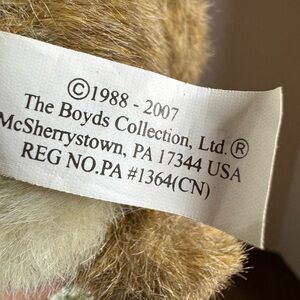 ©1988 - 2007
The Boyds Collection, Ltd.®
McSherrystown, PA 17344 USA
REG NO.PA #1364(CN)